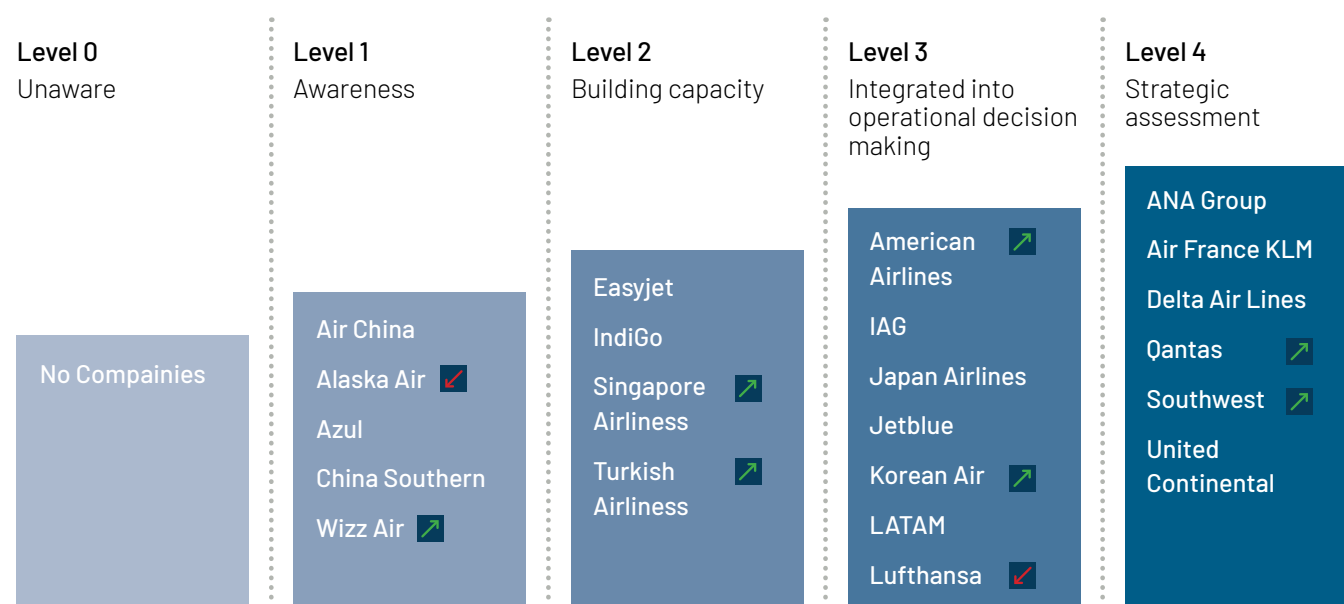 Level 0
Unaware
No Compainies
Level 1
Awareness
Air China
Alaska Air
Azul
China Southern
Wizz Air
Level 2
Building capacity
Easyjet
IndiGo
Singapore
Airliness
Turkish
Airliness
Level 3
Integrated into
operational decision
making
American
Airlines
IAG
Japan Airlines
Jetblue
Korean Air
LATAM
Lufthansa
Level 4
Strategic
assessment
ANA Group
Air France KLM
Delta Air Lines
Qantas
Southwest
United
Continental